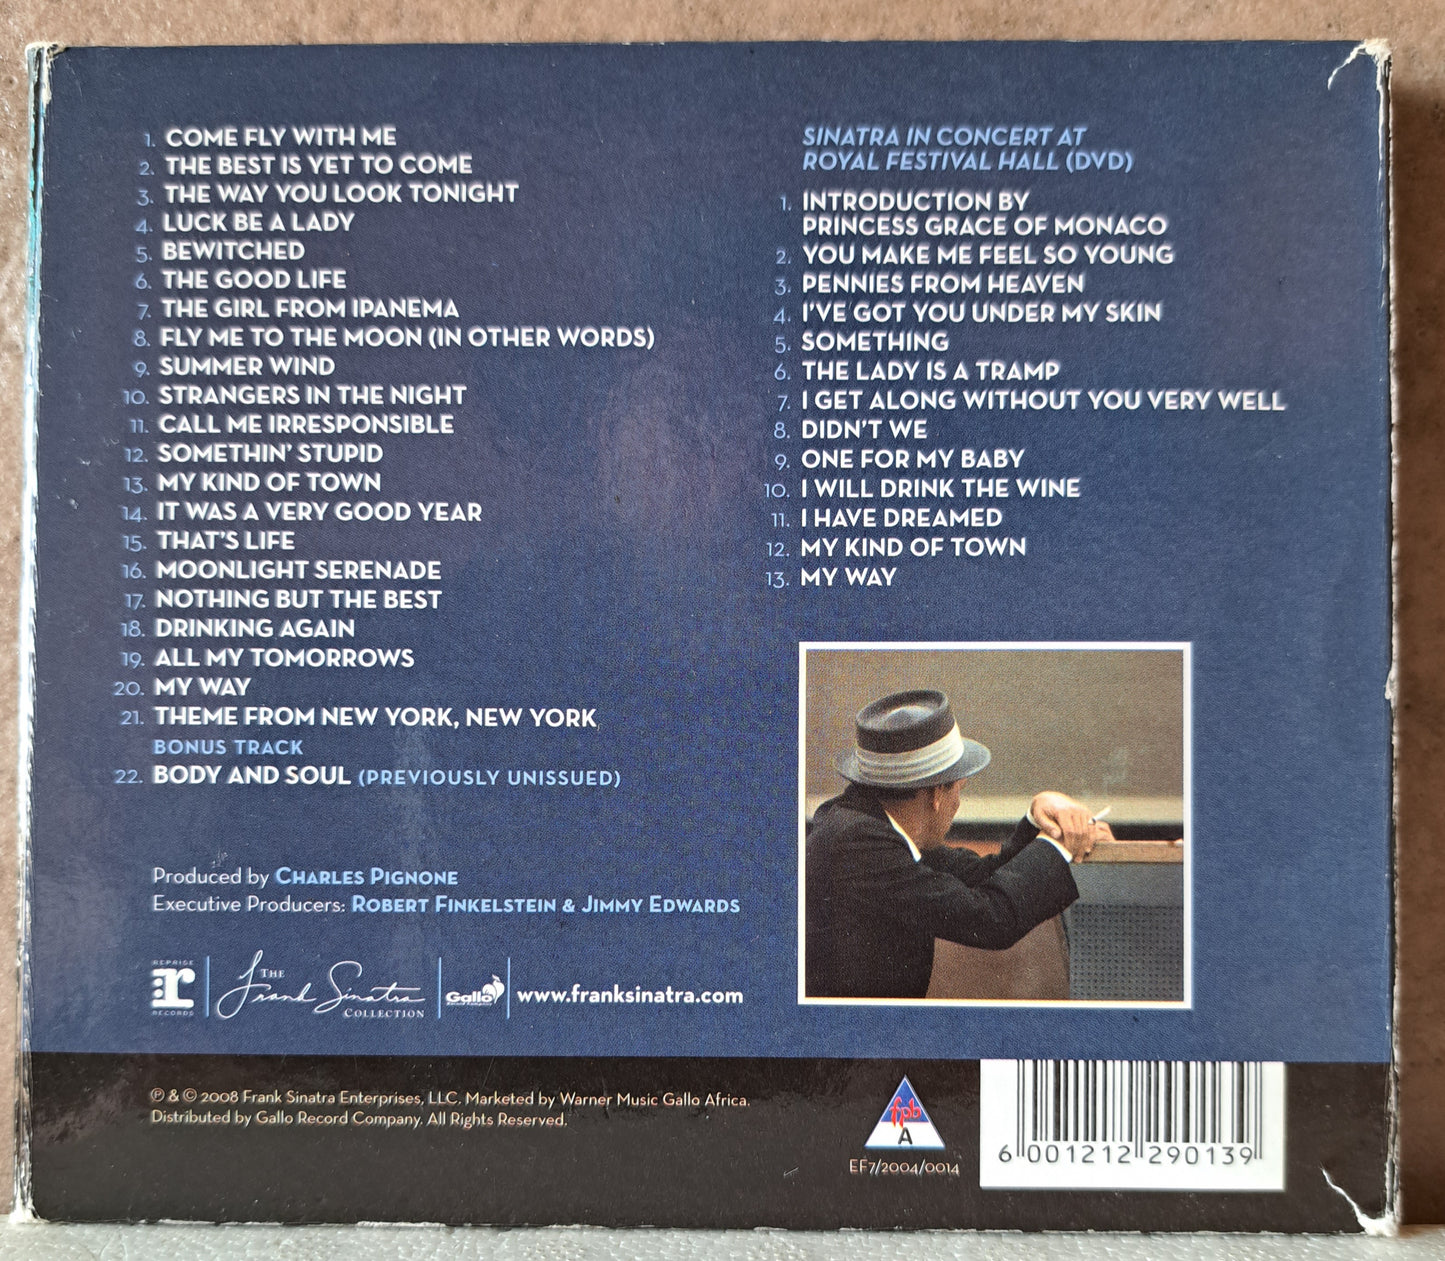 1. COME FLY WITH ME
2. THE BEST IS YET TO COME
3. THE WAY YOU LOOK TONIGHT
4. LUCK BE A LADY
5. BEWITCHED
6. THE GOOD LIFE
7. THE GIRL FROM IPANEMA
8. FLY ME TO THE MOON (IN OTHER WORDS)
9. SUMMER WIND
10. STRANGERS IN THE NIGHT
11. CALL ME IRRESPONSIBLE
12. SOMETHIN' STUPID
13. MY KIND OF TOWN
14. IT WAS A VERY GOOD YEAR
15. THAT'S LIFE
16. MOONLIGHT SERENADE
17. NOTHING BUT THE BEST
18. DRINKING AGAIN
19. ALL MY TOMORROWS
20. MY WAY
21. THEME FROM NEW YORK, NEW YORK
BONUS TRACK
22. BODY AND SOUL (PREVIOUSLY UNISSUED)
SINATRA IN CONCERT AT
ROYAL FESTIVAL HALL (DVD)
1. INTRODUCTION BY
PRINCESS GRACE OF MONACO
2. YOU MAKE ME FEEL SO YOUNG
3. PENNIES FROM HEAVEN
4. I'VE GOT YOU UNDER MY SKIN
5. SOMETHING
6. THE LADY IS A TRAMP
7. I GET ALONG WITHOUT YOU VERY WELL
8. DIDN'T WE
9. ONE FOR MY BABY
10. I WILL DRINK THE WINE
11. I HAVE DREAMED
12. MY KIND OF TOWN
13. MY WAY
Produced by CHARLES PIGNONE
Executive Producers: ROBERT FINKELSTEIN & JIMMY EDWARDS
REPRISE
r
RECORDS
THE
Frank Sinatra
COLLECTION
Gallo
www.franksinatra.com
℗ & © 2008 Frank Sinatra Enterprises, LLC. Marketed by Warner Music Gallo Africa.
Distributed by Gallo Record Company. All Rights Reserved.
fpb
A
EF7/2004/0014
6 001212 290139